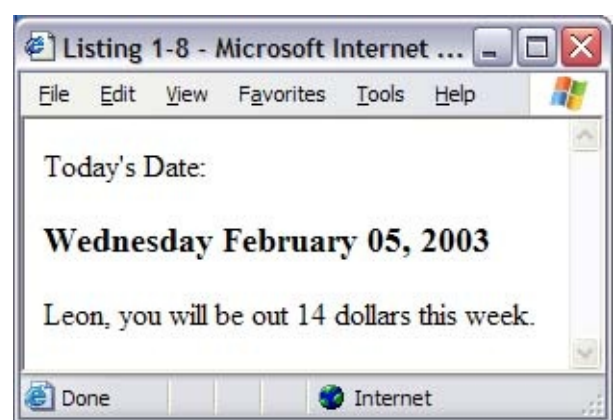 Listing 1-8 - Microsoft Internet ...
File Edit View Favorites Tools Help
Today's Date:
Wednesday February 05, 2003
Leon, you will be out 14 dollars this week.
Done Internet